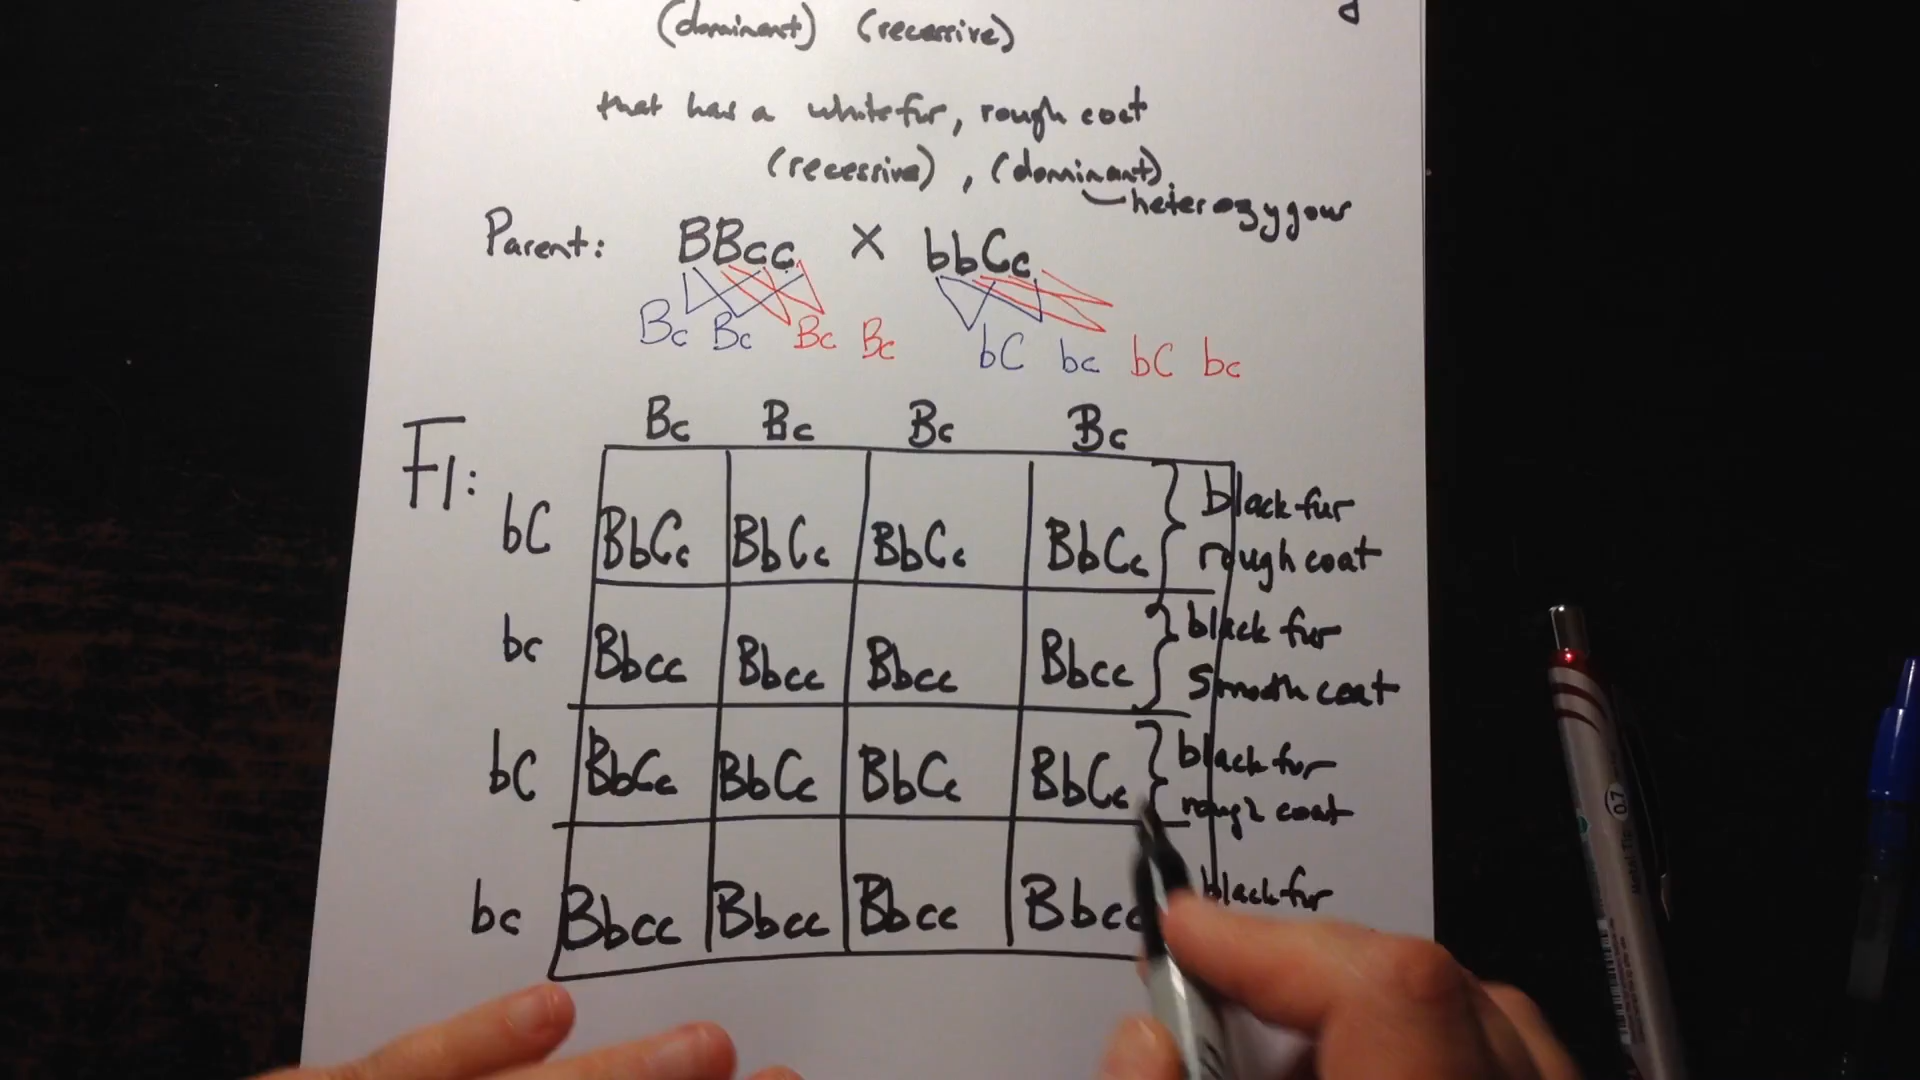 (dominant) (recessive)
that has a white fur, rough coat
(recessive), (dominant)
heterozygous
Parent: BBcc X bbCc
Bc Bc Bc Bc bC bc bC bc
F1:
Bc Bc Bc Bc
bC BbCc BbCc BbCc BbCc black fur
rough coat
bc Bbcc Bbcc Bbcc Bbcc black fur
smooth coat
bC BbCc BbCc BbCc BbCc black fur
rough coat
bc Bbcc Bbcc Bbcc Bbcc black fur
0.7